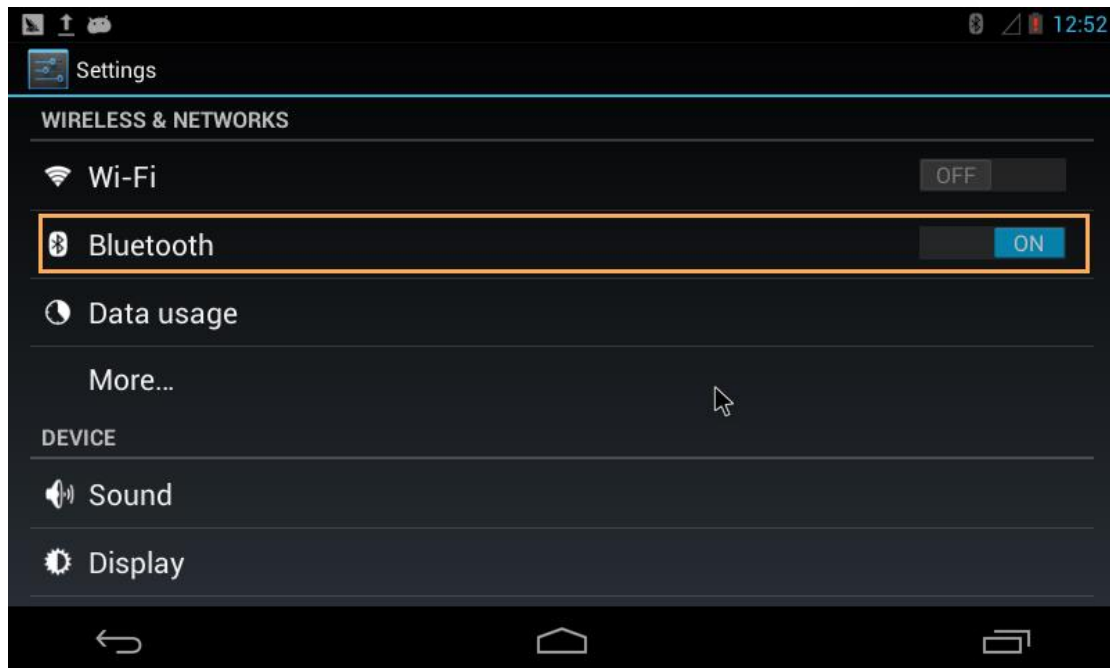 12:52
Settings
WIRELESS & NETWORKS
Wi-Fi OFF
Bluetooth ON
Data usage
More...
DEVICE
Sound
Display